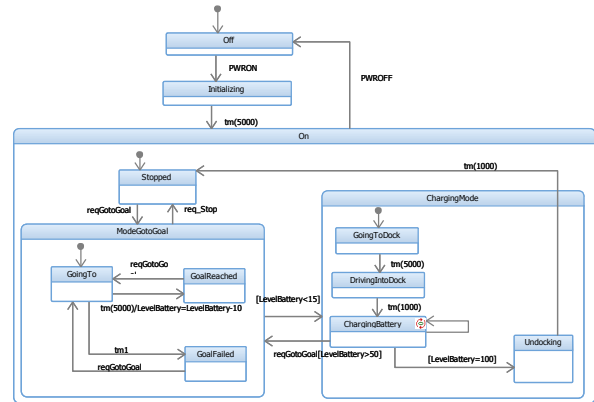 Off
PWRON
PWROFF
Initializing
tm(5000)
On
tm(1000)
Stopped
reqGotoGoal
req_Stop
ChargingMode
ModeGotoGoal
GoingToDock
reqGotoGo
GoingTo
GoalReached
tm(5000)
DrivingIntoDock
[LevelBattery<15]
tm(5000)/LevelBattery=LevelBattery-10
tm(1000)
ChargingBattery
Undocking
tm1
GoalFailed
reqGotoGoal[LevelBattery>50]
[LevelBattery=100]
reqGotoGoal